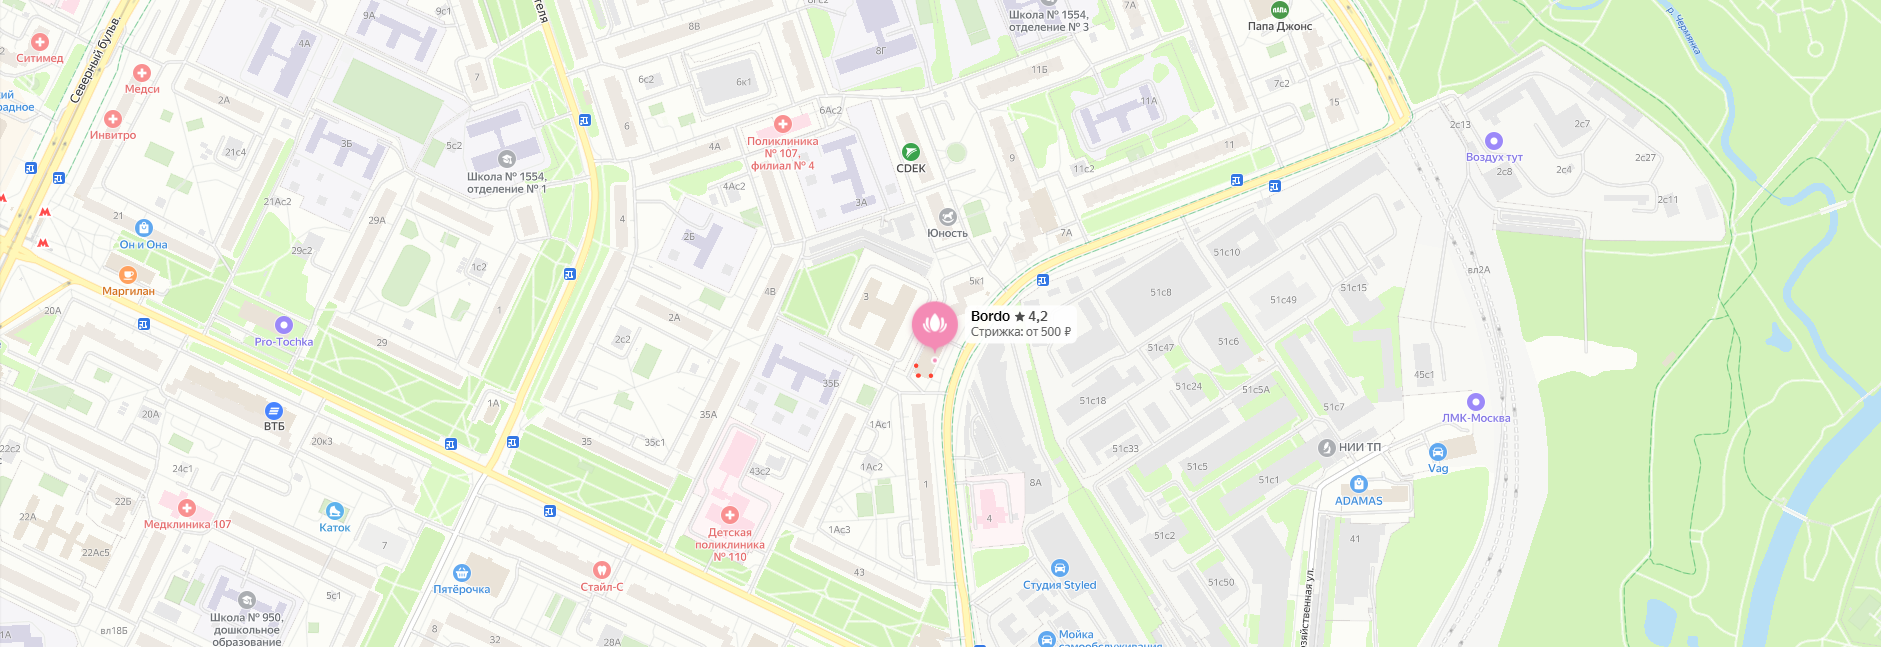 Ситимед
Северный бульв.
Медси
Инвитро
4А
9А
9А
7
2А
21с4
3Б
5с2
Школа № 1554,
отделение № 1
21Ас2
29А
21
Он и Она
29с2
1с2
Маргилан
20А
Pro-Tochka
29
1
1А
ВТБ
20А
20к3
22с2
24с1
22Б
22А
22Ас5
Медклиника 107
Каток
7
5с1
Школа № 950,
дошкольное
образование
вл18Б
1А
8
Пятёрочка
32
28А
Стайл-С
35
35с1
35А
43с2
Детская
поликлиника
№ 110
43
8В
6с2
6к1
6
6Ас2
4А
4Ас2
4
2Б
Поликлиника
№ 107,
филиал № 4
3А
8Г
CDEK
Юность
9
Школа № 1554,
отделение № 3
7А
11Б
11А
11с2
11
Папа Джонс
7с2
15
7А
4В
3
5к1
2А
2с2
35Б
Bordo ★ 4,2
Стрижка: от 500 ₽
1Ас1
1Ас2
1Ас3
1
4
8А
Студия Styled
Мойка
самообслуживания
51с10
51с8
51с49
51с15
51с47
51с6
51с24
51с5А
51с18
51с7
51с33
51с5
51с1
51с2
51с50
НИИ ТП
ADAMAS
Vag
ЛМК-Москва
45с1
41
вл2А
2с13
2с7
Воздух тут
2с8
2с4
2с27
2с11
р. Чермянка